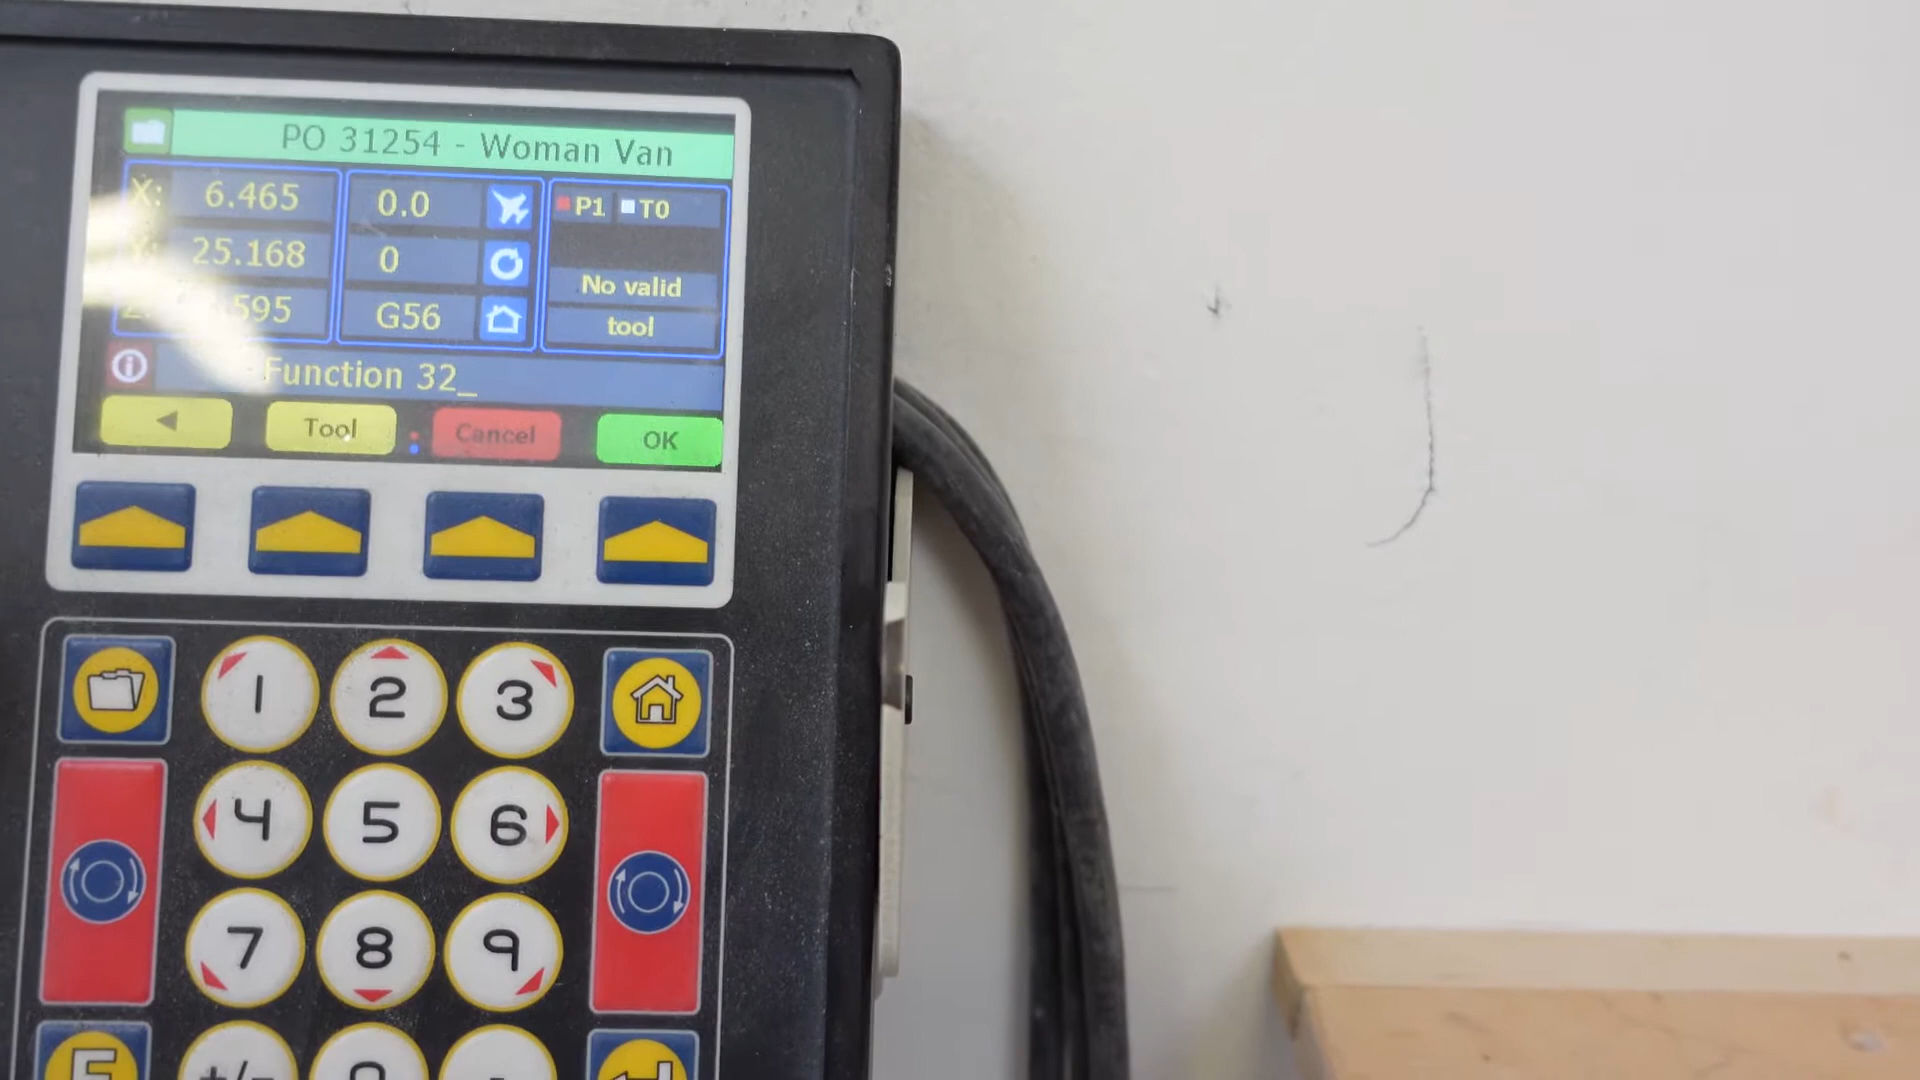 PO 31254 - Woman Van
X: 6.465 0.0 P1 T0
25.168 0 No valid
595 G56 tool
Function 32_
Tool Cancel OK
1 2 3
4 5 6
7 8 9